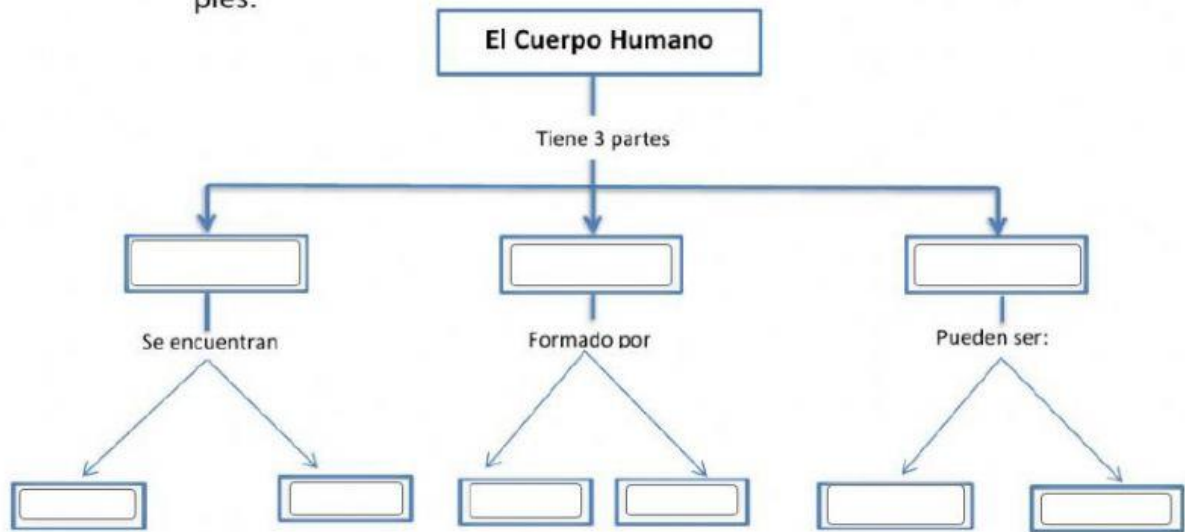 pies.
El Cuerpo Humano
Tiene 3 partes
Se encuentran
Formado por
Pueden ser: